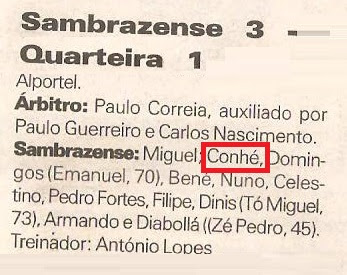 Sambrazense 3
Quarteira 1
Alportel.
Árbitro: Paulo Correia, auxiliado por
Paulo Guerreiro e Carlos Nascimento.
Sambrazense: Miguel; Conhé, Domin-
gos (Emanuel, 70), Bené, Nuno, Celes-
tino, Pedro Fortes, Filipe, Dinis (Tó Miguel,
73), Armando e Diabollá ((Zé Pedro, 45).
Treinador: António Lopes